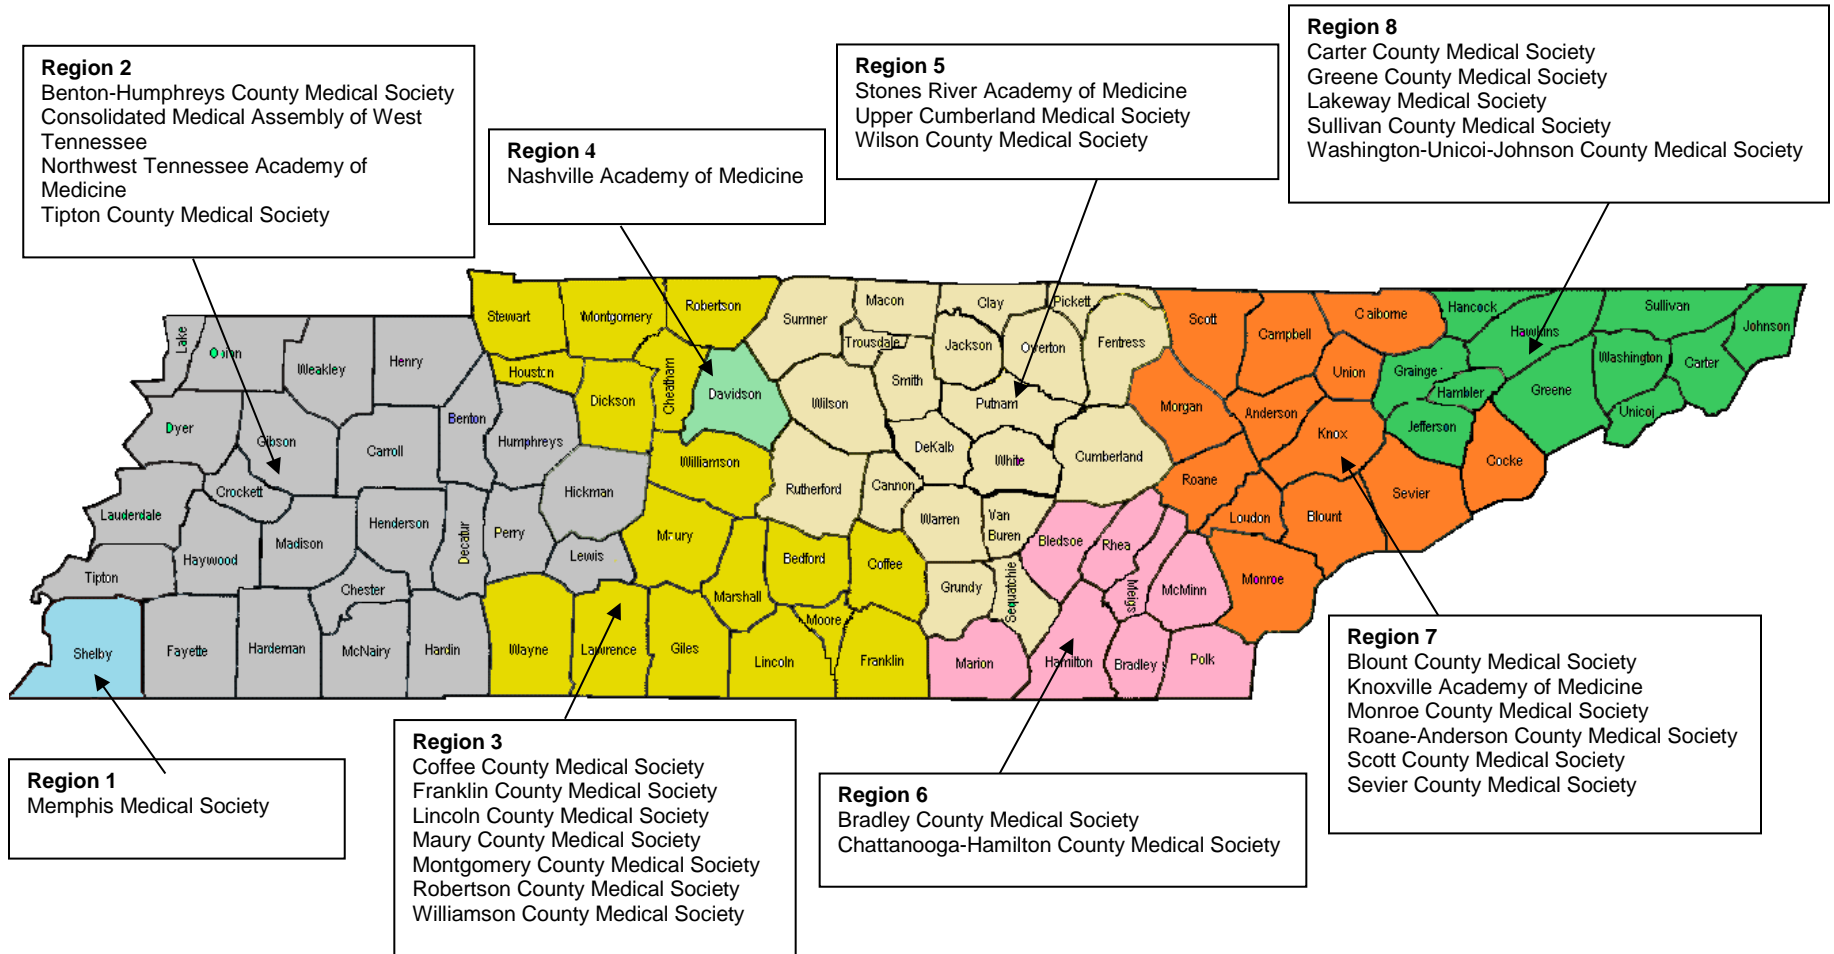 Region 8
Carter County Medical Society
Greene County Medical Society
Lakeway Medical Society
Sullivan County Medical Society
Washington-Unicoi-Johnson County Medical Society
Region 2
Benton-Humphreys County Medical Society
Consolidated Medical Assembly of West
Tennessee
Northwest Tennessee Academy of
Medicine
Tipton County Medical Society
Region 5
Stones River Academy of Medicine
Upper Cumberland Medical Society
Wilson County Medical Society
Region 4
Nashville Academy of Medicine
Lake
Obion
Weakley
Henry
Dyer
Gibson
Carroll
Benton
Humphreys
Crockett
Lauderdale
Haywood
Madison
Henderson
Decatur
Perry
Hickman
Lewis
Tipton
Chester
Shelby
Fayette
Hardeman
McNairy
Hardin
Stewart
Montgomery
Robertson
Houston
Dickson
Cheatham
Davidson
Williamson
Maury
Marshall
Bedford
Coffee
Moore
Wayne
Lawrence
Giles
Lincoln
Franklin
Sumner
Macon
Trousdale
Clay
Pickett
Jackson
Overton
Fentress
Smith
Wilson
Putnam
DeKalb
White
Cumberland
Rutherford
Cannon
Warren
Van
Buren
Grundy
Sequatchie
Bledsoe
Rhea
Meigs
McMinn
Marion
Hamilton
Bradley
Polk
Scott
Campbell
Claiborne
Union
Morgan
Anderson
Knox
Roane
Loudon
Blount
Sevier
Cocke
Monroe
Hancock
Hawkins
Sullivan
Johnson
Washington
Carter
Grainge
Hambler
Jefferson
Greene
Unicoi
Region 7
Blount County Medical Society
Knoxville Academy of Medicine
Monroe County Medical Society
Roane-Anderson County Medical Society
Scott County Medical Society
Sevier County Medical Society
Region 3
Coffee County Medical Society
Franklin County Medical Society
Lincoln County Medical Society
Maury County Medical Society
Montgomery County Medical Society
Robertson County Medical Society
Williamson County Medical Society
Region 1
Memphis Medical Society
Region 6
Bradley County Medical Society
Chattanooga-Hamilton County Medical Society